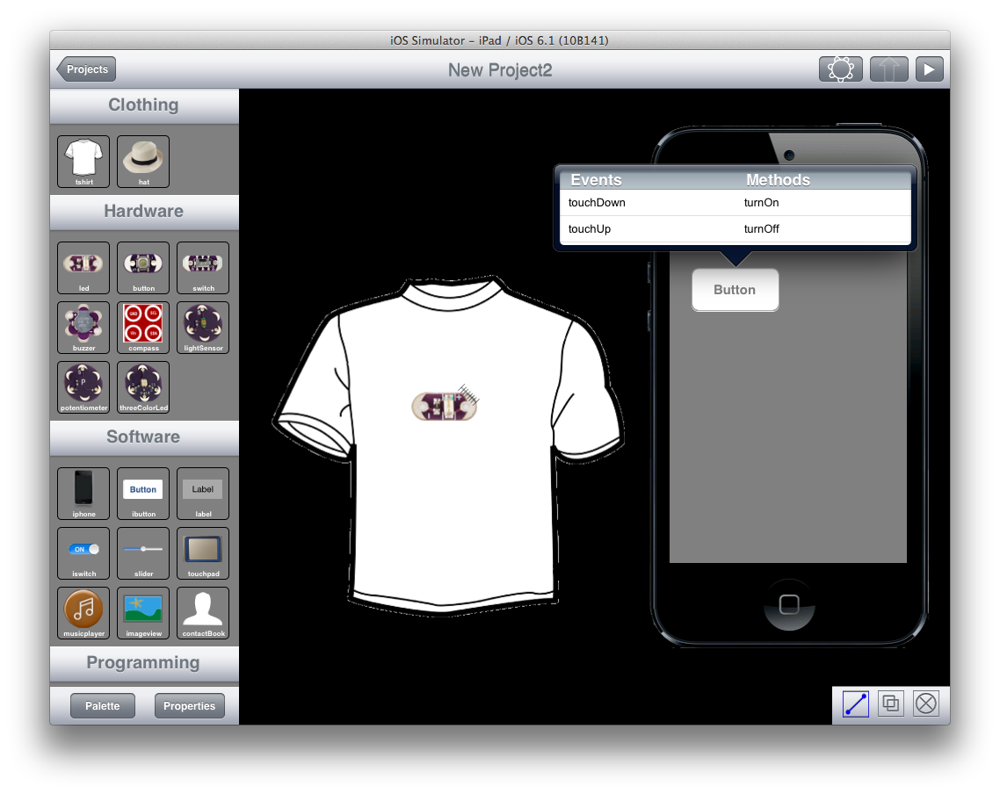 iOS Simulator – iPad / iOS 6.1 (10B141)
Projects
New Project2
Clothing
tshirt hat
Hardware
led button switch
buzzer compass lightSensor
GND SCL
potentiometer threeColorLed
P
Software
Button Label
iphone ibutton label
ON
iswitch slider touchpad
musicplayer imageview contactBook
Programming
Palette Properties
Events Methods
touchDown turnOn
touchUp turnOff
Button